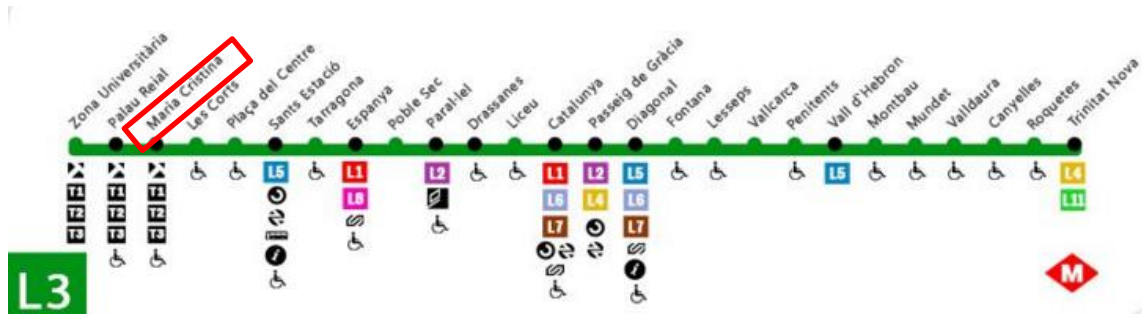 Zona Universitària
Palau Reial
Maria Cristina
Les Corts
Plaça del Centre
Sants Estació
Tarragona
Espanya
Poble Sec
Paral·lel
Drassanes
Liceu
Catalunya
Passeig de Gràcia
Diagonal
Fontana
Lesseps
Vallcarca
Penitents
Vall d'Hebron
Montbau
Mundet
Valldaura
Canyelles
Roquetes
Trinitat Nova
T1
T2
T3
T1
T2
T3
T1
T2
T3
L5
i
L1
L8
L2
L1
L6
L7
L2
L4
L5
L6
L7
i
L5
L4
L11
L3
M